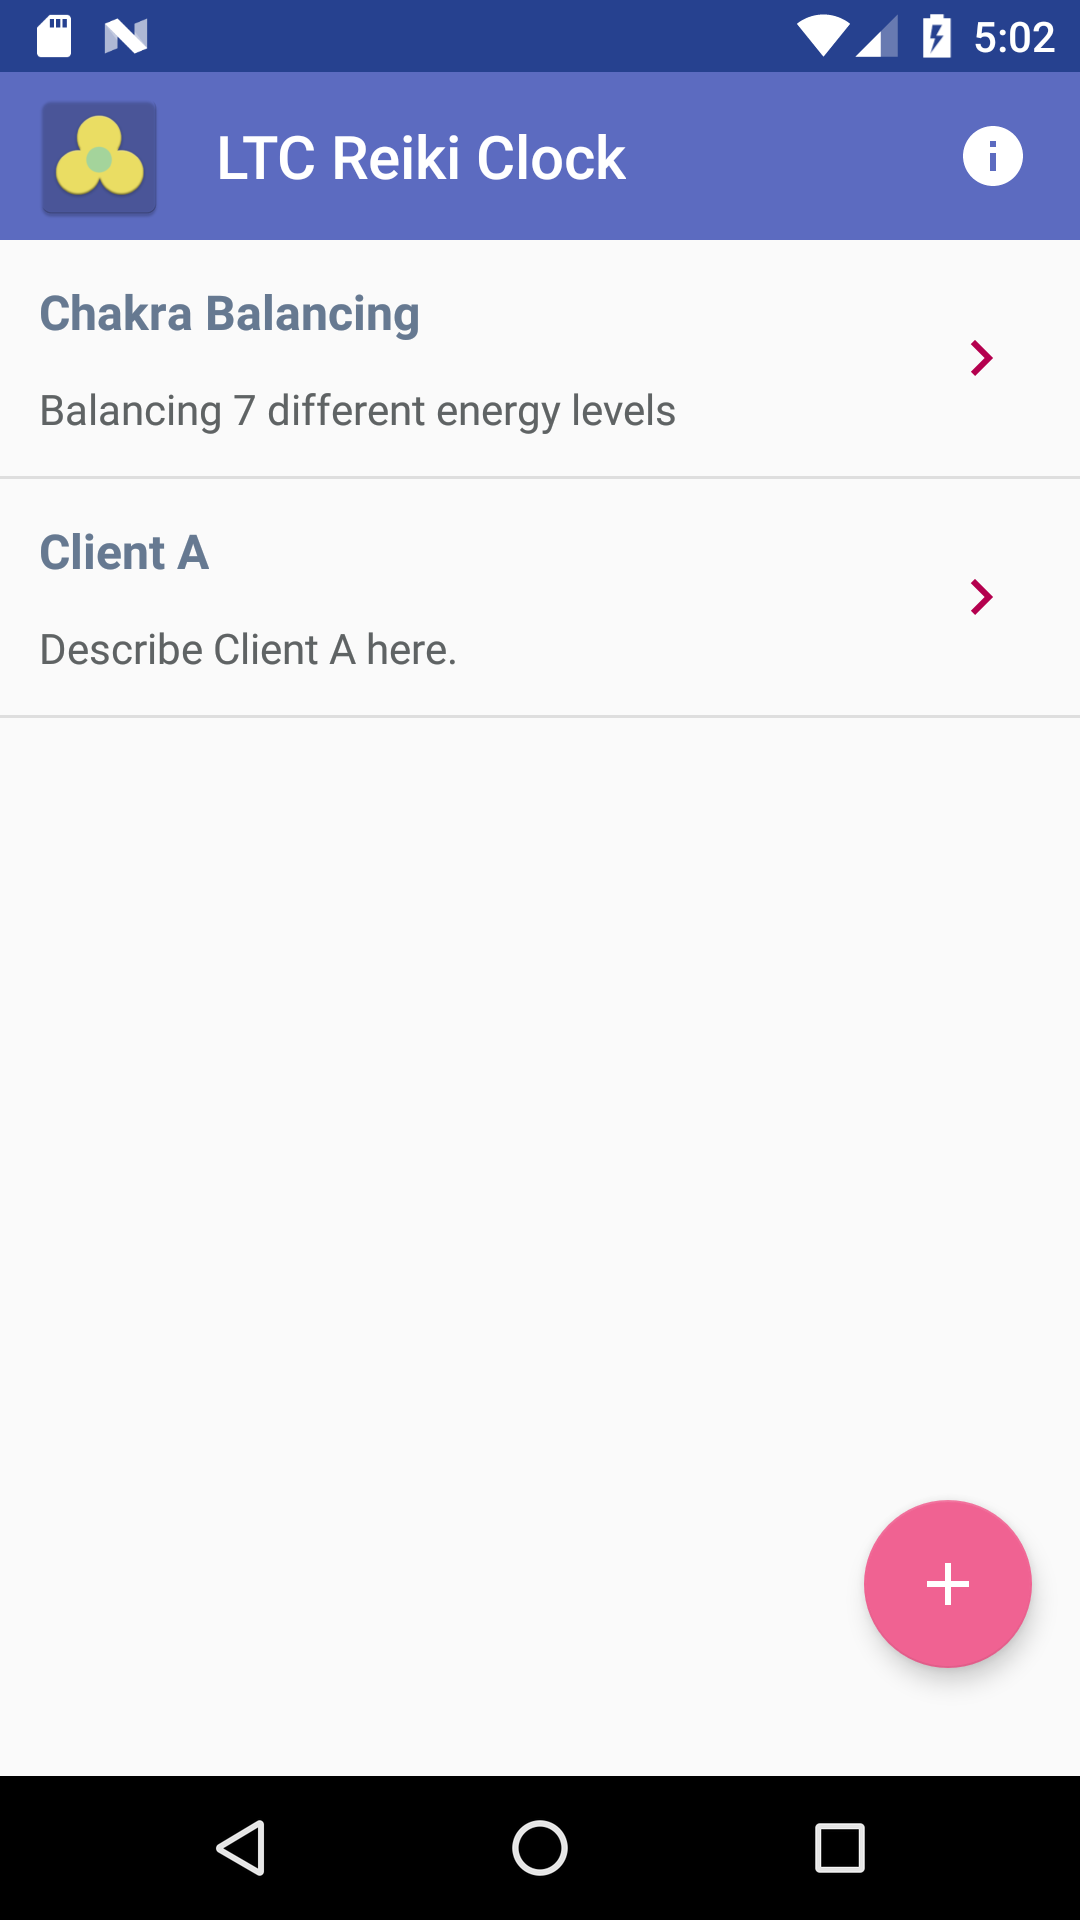 5:02
LTC Reiki Clock
Chakra Balancing
Balancing 7 different energy levels
Client A
Describe Client A here.